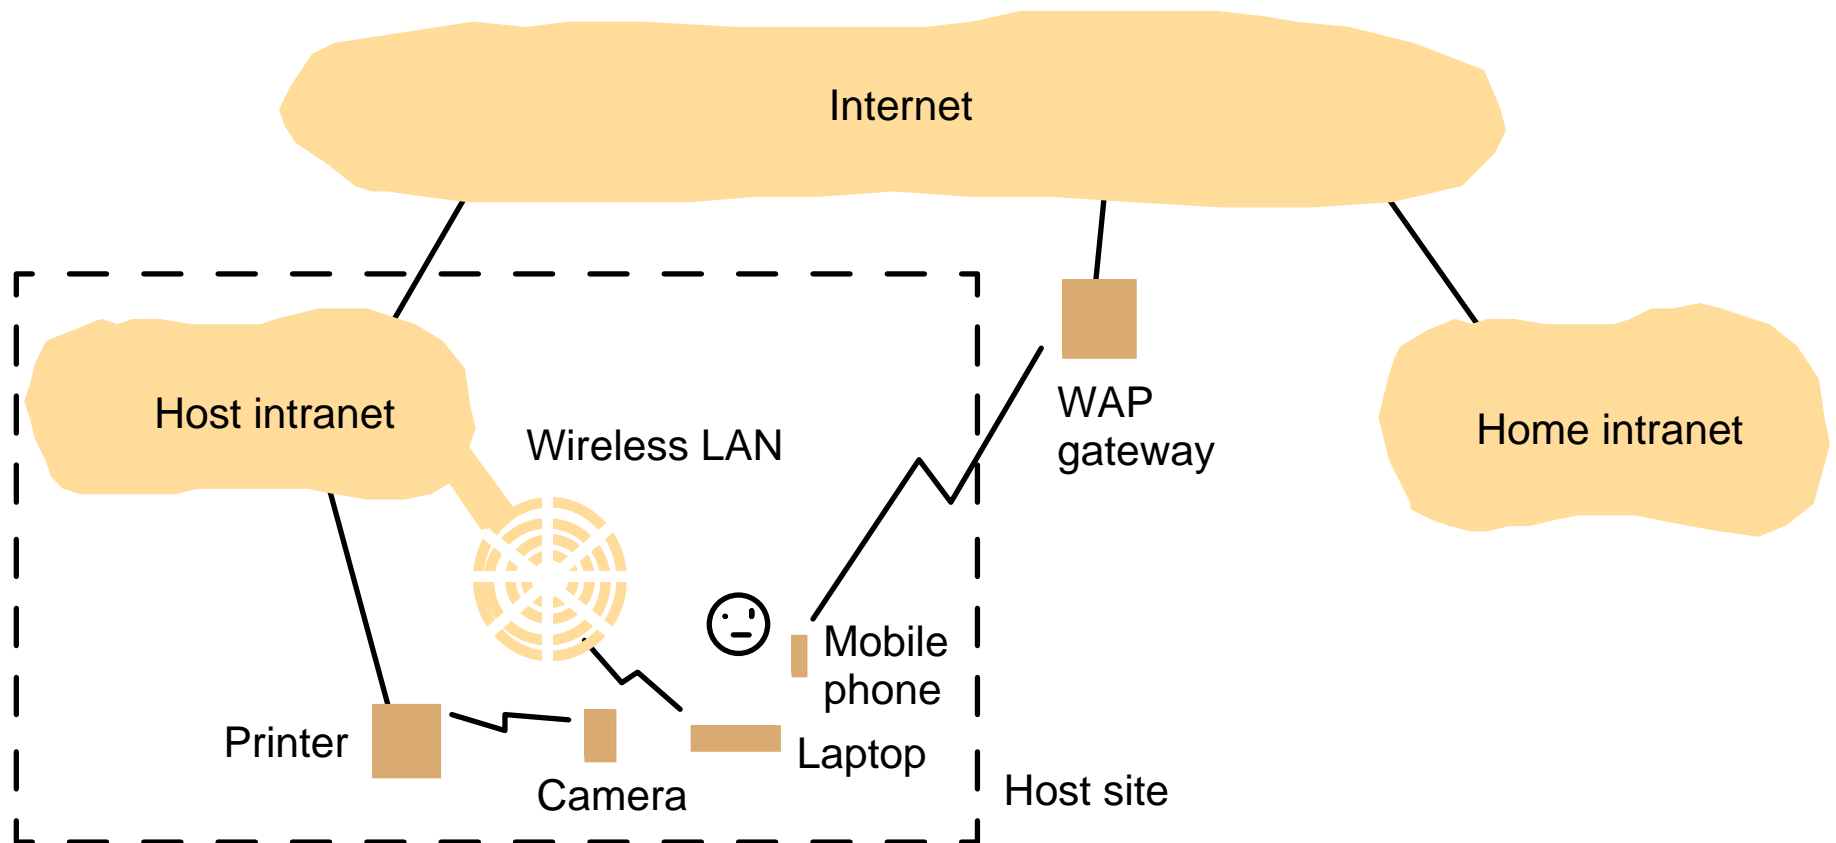 Internet
Host intranet
Wireless LAN
WAP
gateway
Home intranet
Mobile
phone
Printer
Laptop
Camera
Host site